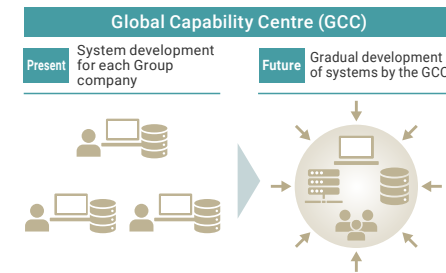 Global Capability Centre (GCC)
Present
System development
for each Group
company
Future
Gradual development
of systems by the GCC